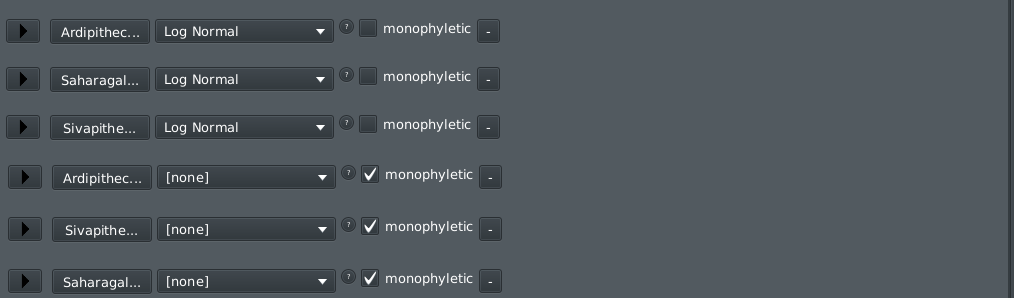 Ardipithec... Log Normal ? monophyletic -
Saharagal... Log Normal ? monophyletic -
Sivapithe... Log Normal ? monophyletic -
Ardipithec... [none] ? monophyletic -
Sivapithe... [none] ? monophyletic -
Saharagal... [none] ? monophyletic -